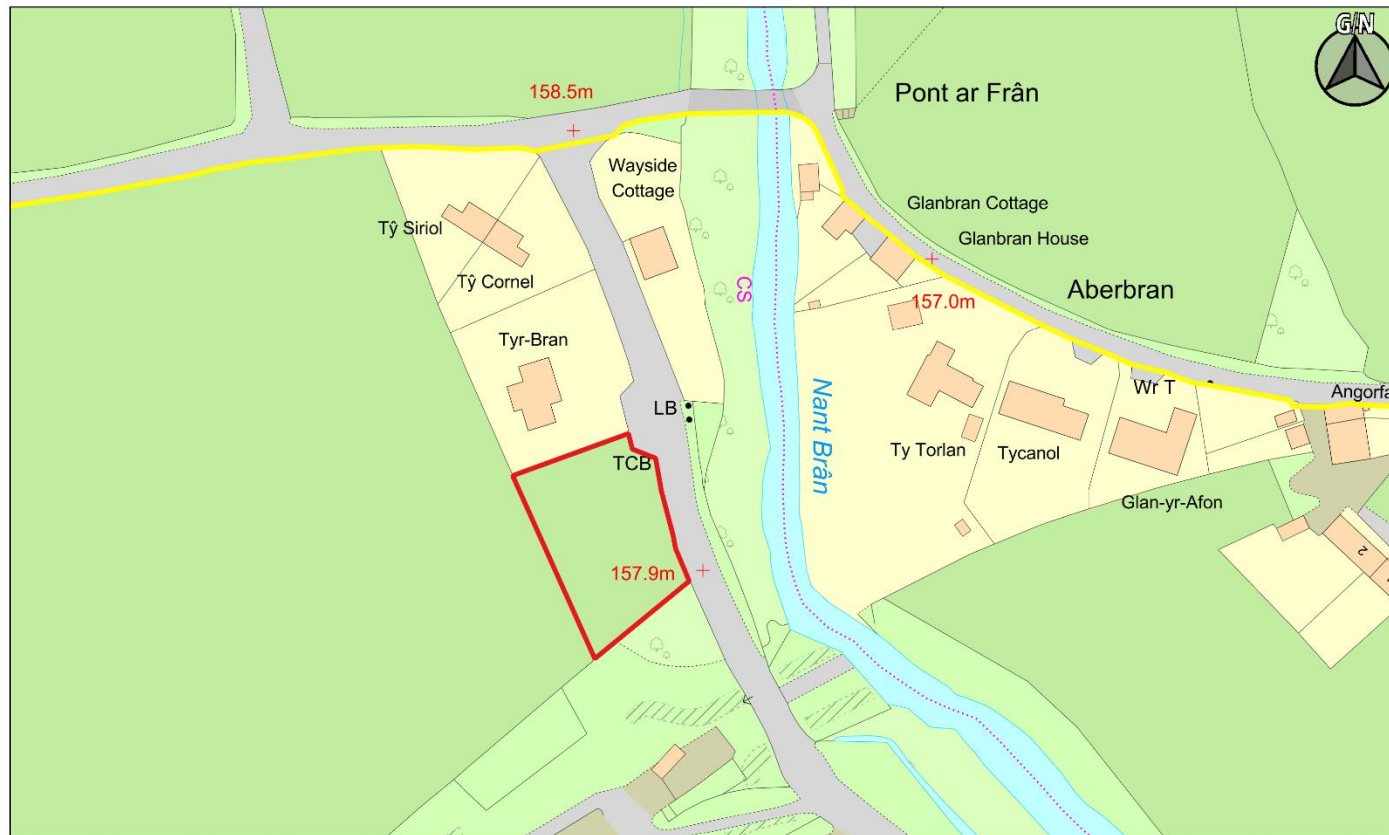 G/N
158.5m
Pont ar Frân
Wayside
Cottage
Tŷ Siriol
Glanbran Cottage
Glanbran House
Tŷ Cornel
CS
Aberbran
157.0m
Tyr-Bran
Nant Brân
Wr T
Angorfa
LB
Ty Torlan
Tycanol
TCB
Glan-yr-Afon
157.9m
2